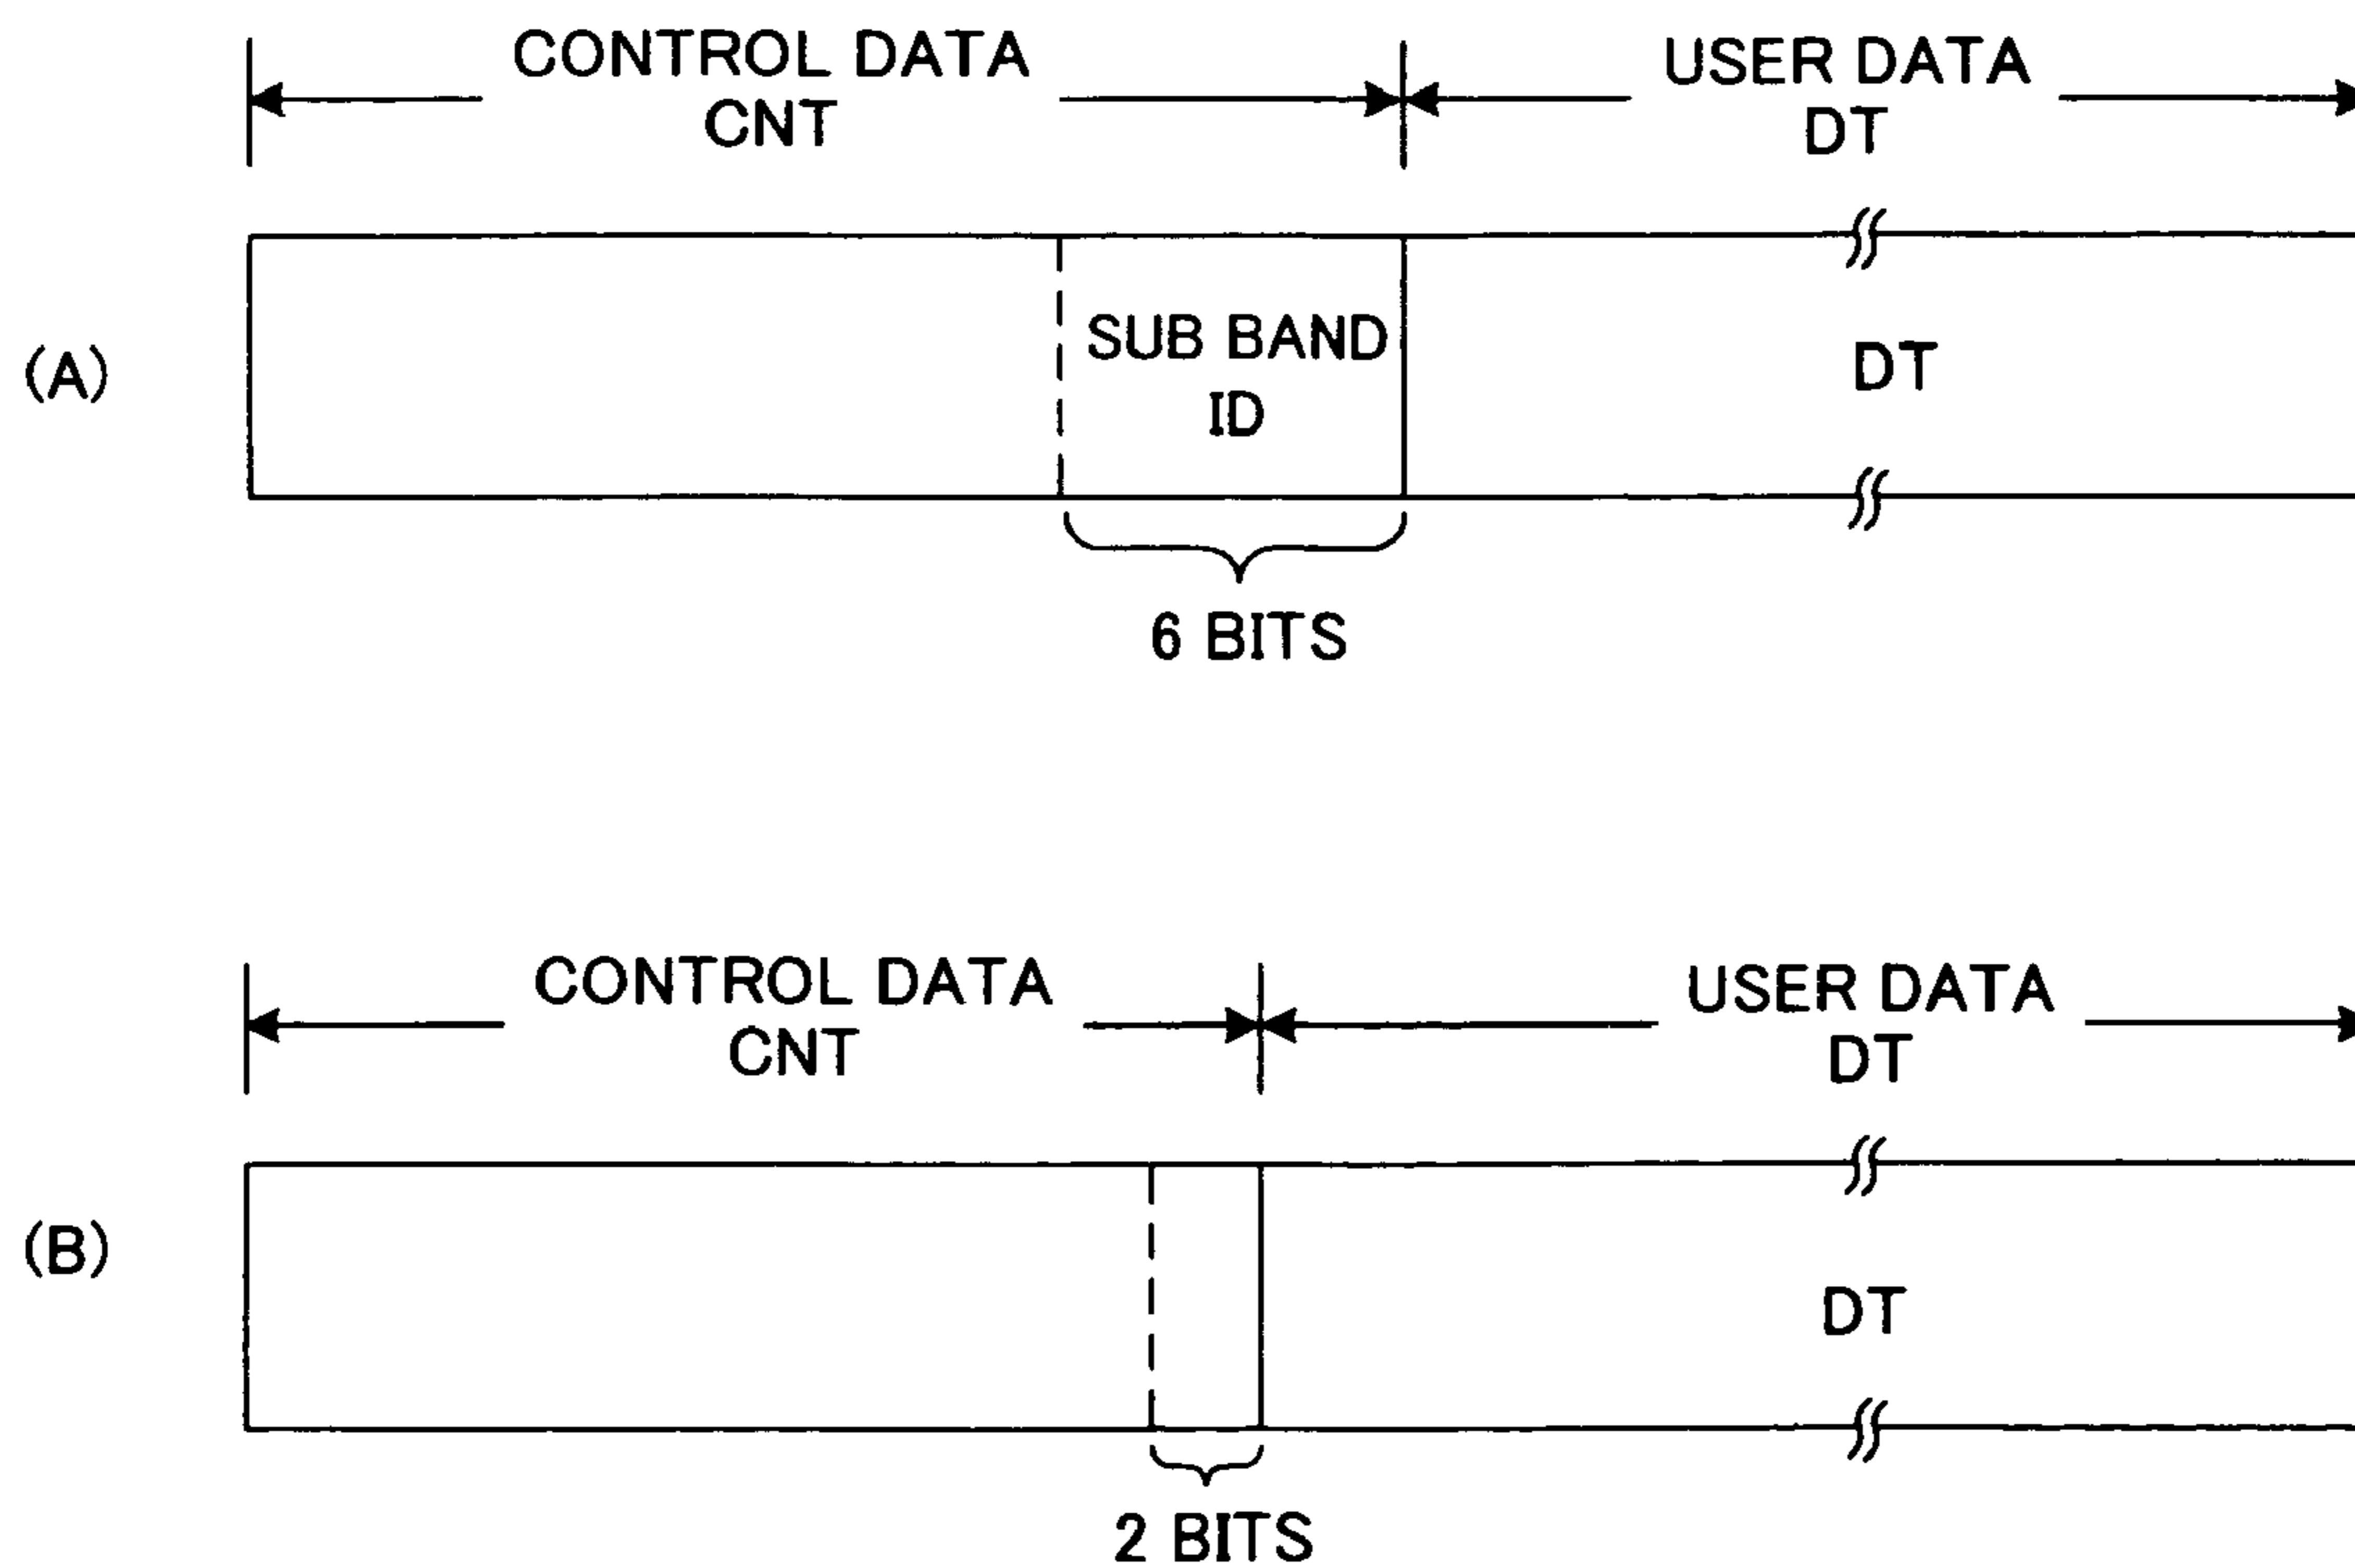 CONTROL DATA
CNT
USER DATA
DT
(A)
SUB BAND
ID
DT
6 BITS
CONTROL DATA
CNT
USER DATA
DT
(B)
DT
2 BITS